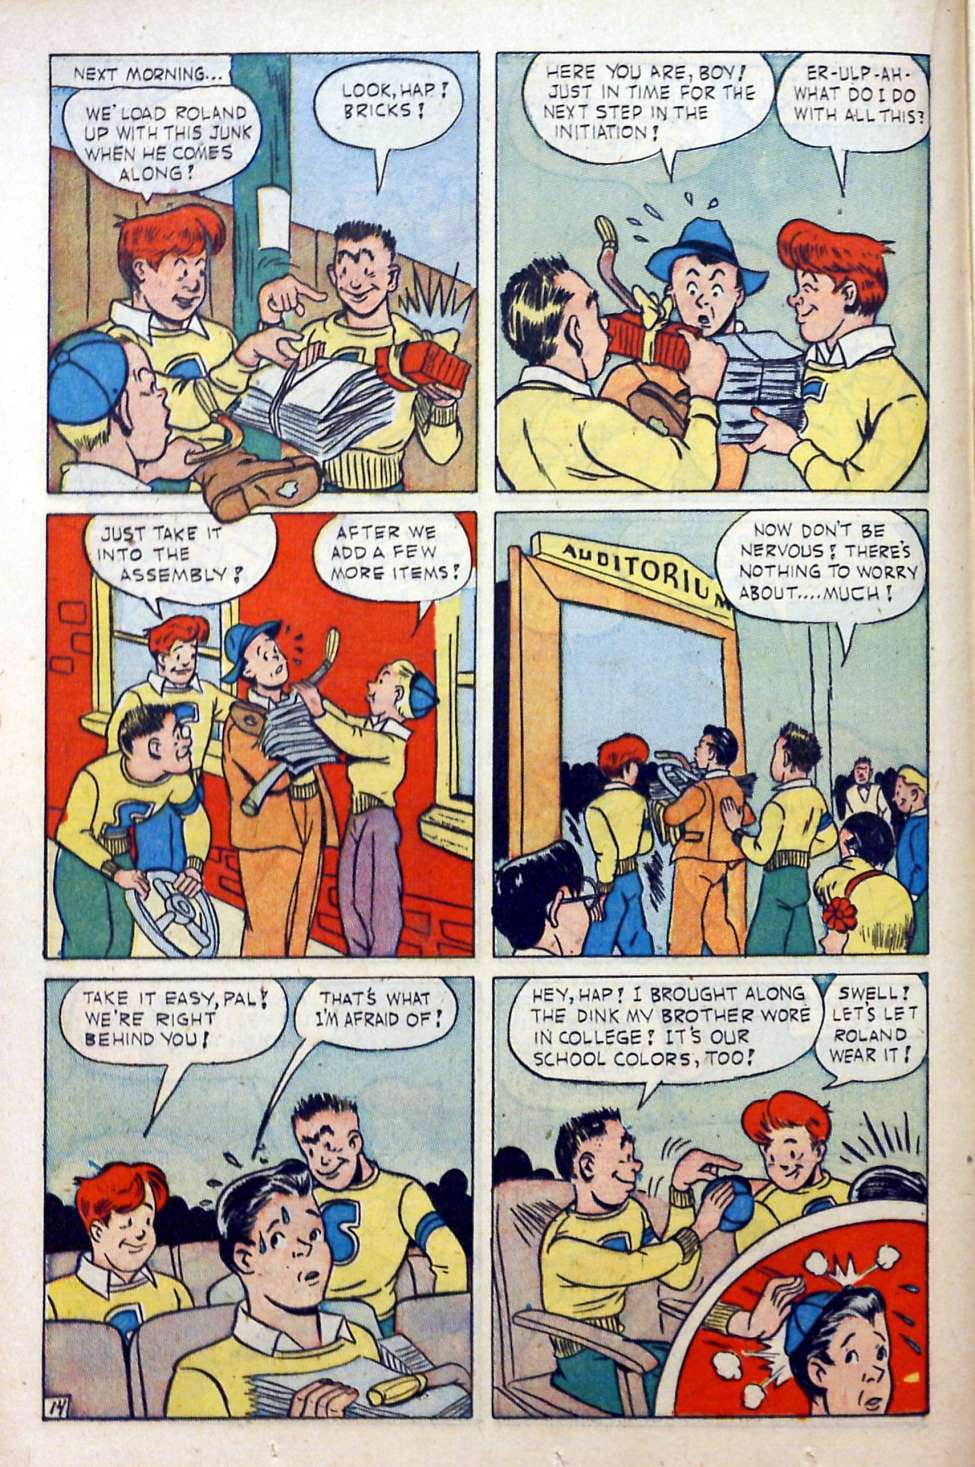 NEXT MORNING...
WE'LL LOAD ROLAND
UP WITH THIS JUNK
WHEN HE COMES
ALONG!
LOOK, HAP!
BRICKS!
HERE YOU ARE, BOY!
JUST IN TIME FOR THE
NEXT STEP IN THE
INITIATION!
ER-ULP-AH-
WHAT DO I DO
WITH ALL THIS?
JUST TAKE IT
INTO THE
ASSEMBLY!
AFTER WE
ADD A FEW
MORE ITEMS!
S
AUDITORIUM
NOW DON'T BE
NERVOUS! THERE'S
NOTHING TO WORRY
ABOUT....MUCH!
TAKE IT EASY, PAL!
WE'RE RIGHT
BEHIND YOU!
THAT'S WHAT
I'M AFRAID OF!
S
14
HEY, HAP! I BROUGHT ALONG
THE DINK MY BROTHER WORE
IN COLLEGE! IT'S OUR
SCHOOL COLORS, TOO!
SWELL!
LET'S LET
ROLAND
WEAR IT!